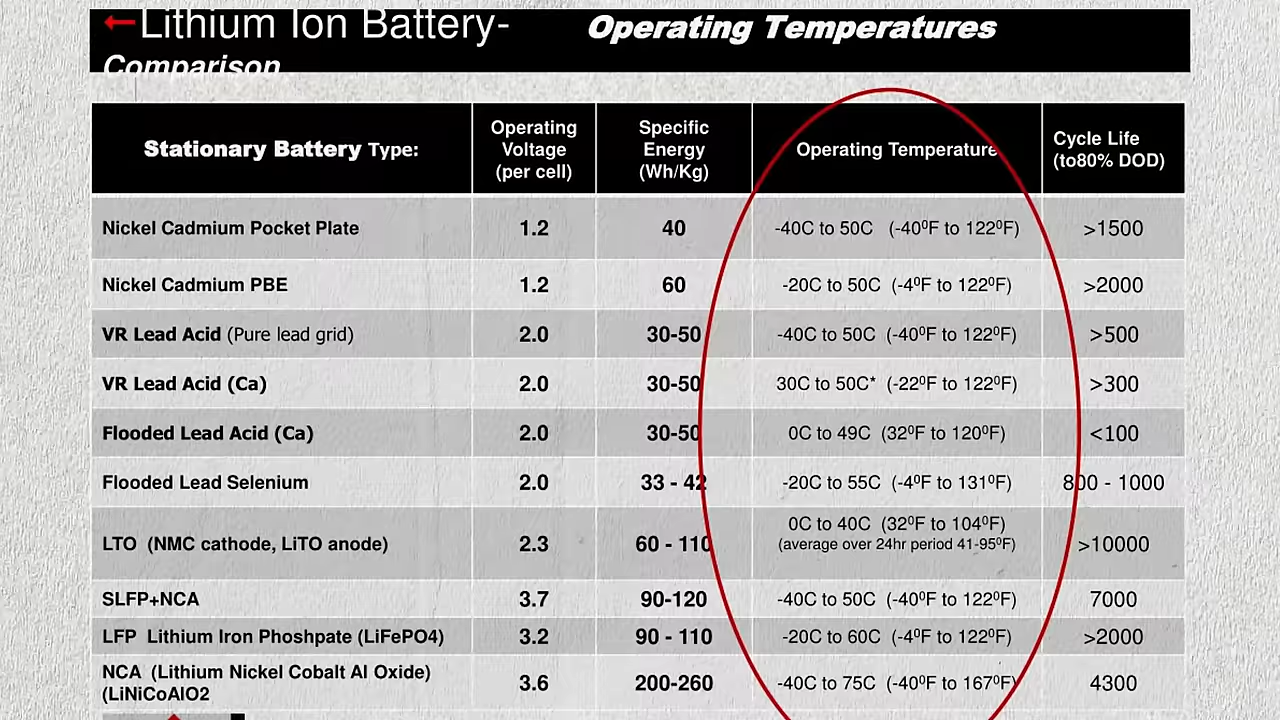 ←Lithium Ion Battery- Operating Temperatures
Comparison
Stationary Battery Type: Operating Voltage (per cell) Specific Energy (Wh/Kg) Operating Temperature Cycle Life (to80% DOD)
Nickel Cadmium Pocket Plate 1.2 40 -40C to 50C (-40⁰F to 122⁰F) >1500
Nickel Cadmium PBE 1.2 60 -20C to 50C (-4⁰F to 122⁰F) >2000
VR Lead Acid (Pure lead grid) 2.0 30-50 -40C to 50C (-40⁰F to 122⁰F) >500
VR Lead Acid (Ca) 2.0 30-50 30C to 50C* (-22⁰F to 122⁰F) >300
Flooded Lead Acid (Ca) 2.0 30-50 0C to 49C (32⁰F to 120⁰F) <100
Flooded Lead Selenium 2.0 33 - 42 -20C to 55C (-4⁰F to 131⁰F) 800 - 1000
LTO (NMC cathode, LiTO anode) 2.3 60 - 110 0C to 40C (32⁰F to 104⁰F) >10000
(average over 24hr period 41-95⁰F)
SLFP+NCA 3.7 90-120 -40C to 50C (-40⁰F to 122⁰F) 7000
LFP Lithium Iron Phoshpate (LiFePO4) 3.2 90 - 110 -20C to 60C (-4⁰F to 122⁰F) >2000
NCA (Lithium Nickel Cobalt Al Oxide)
(LiNiCoAlO2 3.6 200-260 -40C to 75C (-40⁰F to 167⁰F) 4300